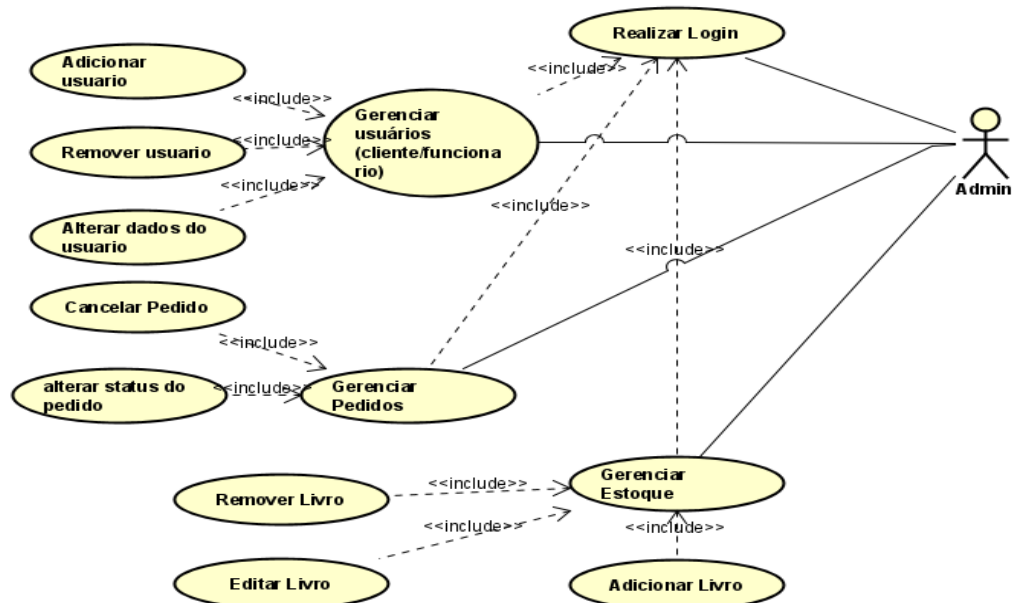 Realizar Login
Adicionar
usuario
<<include>>
<<include>>
Gerenciar
usuários
(cliente/funciona
rio)
Remover usuario
<<include>>
Admin
<<include>>
<<include>>
Alterar dados do
usuario
<<include>>
Cancelar Pedido
<<include>>
alterar status do
pedido
<<include>>
Gerenciar
Pedidos
Gerenciar
Estoque
Remover Livro
<<include>>
<<include>>
<<include>>
Editar Livro
Adicionar Livro